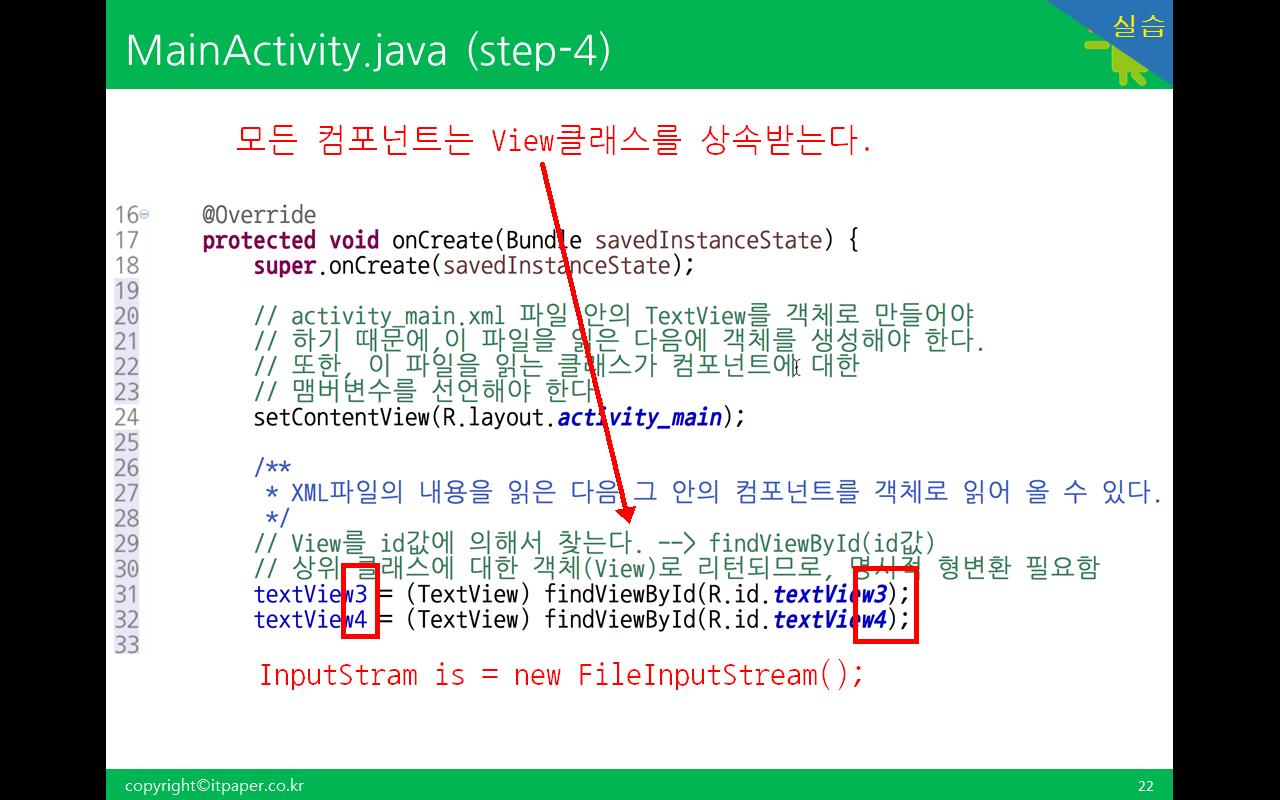 MainActivity.java (step-4)
실습
모든 컴포넌트는 View클래스를 상속받는다.
16 @Override
17 protected void onCreate(Bundle savedInstanceState) {
18 super.onCreate(savedInstanceState);
19
20 // activity_main.xml 파일 안의 TextView를 객체로 만들어야
21 // 하기 때문에,이 파일을 읽은 다음에 객체를 생성해야 한다.
22 // 또한, 이 파일을 읽는 클래스가 컴포넌트에 대한
23 // 맴버변수를 선언해야 한다
24 setContentView(R.layout.activity_main);
25
26 /**
27 * XML파일의 내용을 읽은 다음 그 안의 컴포넌트를 객체로 읽어 올 수 있다.
28 */
29 // View를 id값에 의해서 찾는다. --> findViewById(id값)
30 // 상위 클래스에 대한 객체(View)로 리턴되므로, 명시적 형변환 필요함
31 textView3 = (TextView) findViewById(R.id.textView3);
32 textView4 = (TextView) findViewById(R.id.textView4);
33
InputStram is = new FileInputStream();
copyright©itpaper.co.kr
22